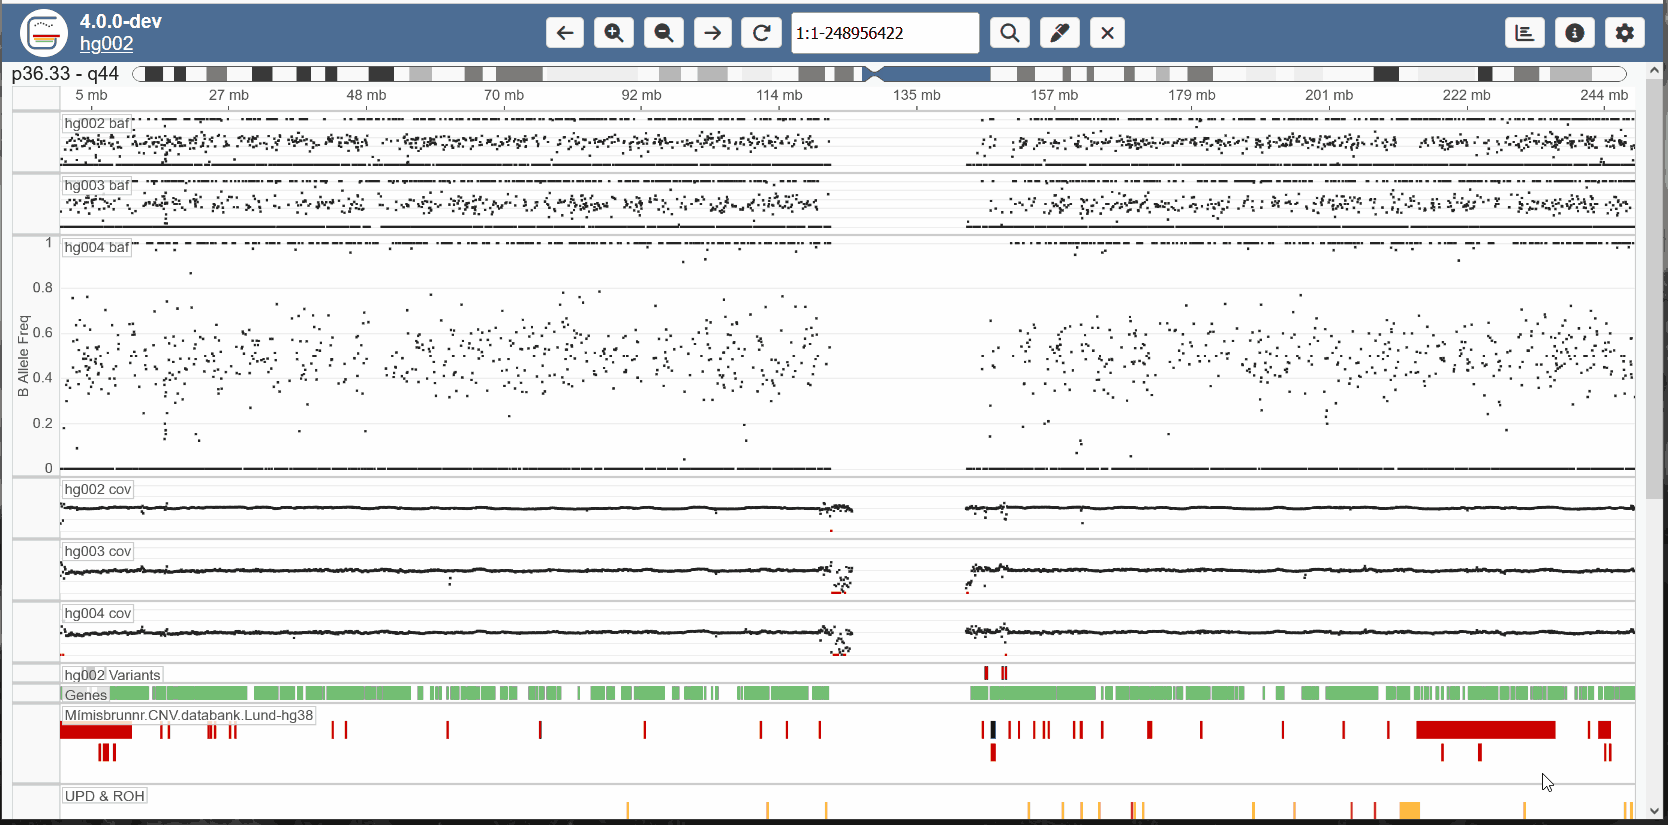 4.0.0-dev
hg002
1:1-248956422
p36.33 - q44
5 mb 27 mb 48 mb 70 mb 92 mb 114 mb 135 mb 157 mb 179 mb 201 mb 222 mb 244 mb
hg002 baf
hg003 baf
hg004 baf
1
0.8
0.6
0.4
0.2
0
B Allele Freq
hg002 cov
hg003 cov
hg004 cov
hg002 Variants
Genes
Mímisbrunnr.CNV.databank.Lund-hg38
UPD & ROH